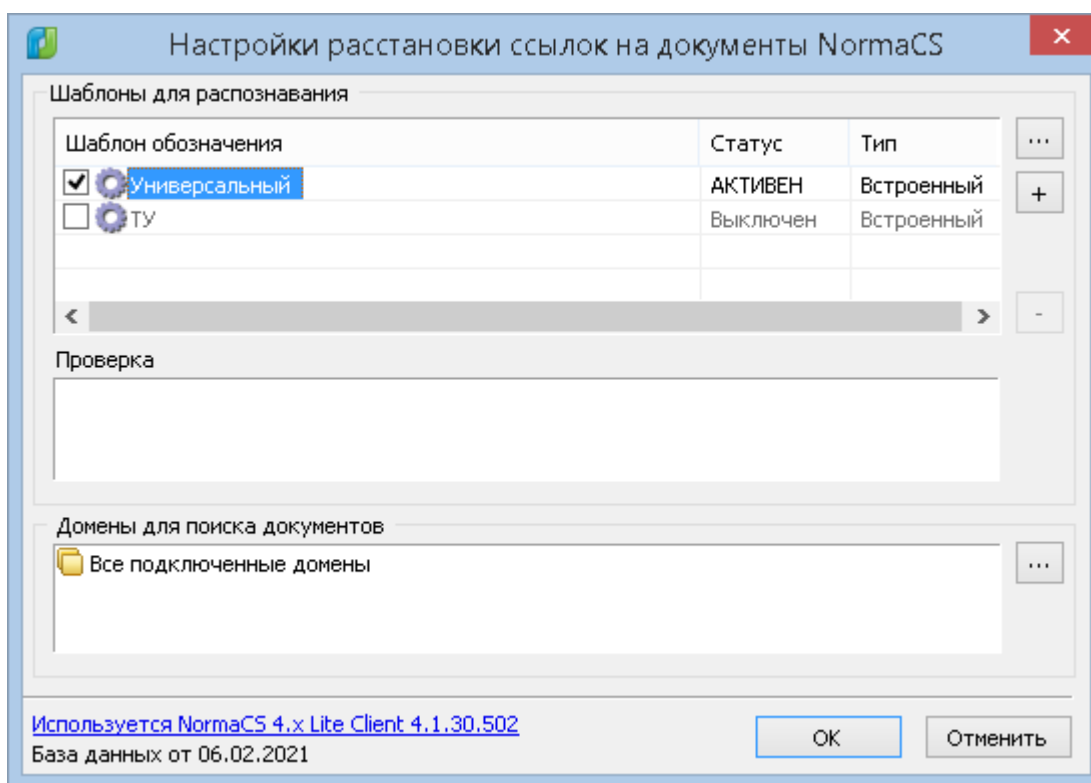 Настройки расстановки ссылок на документы NormaCS
Шаблоны для распознавания
Шаблон обозначения Статус Тип
Универсальный АКТИВЕН Встроенный
ТУ Выключен Встроенный
...
+
-
Проверка
Домены для поиска документов
Все подключенные домены
...
Используется NormaCS 4.x Lite Client 4.1.30.502
База данных от 06.02.2021
OK Отменить